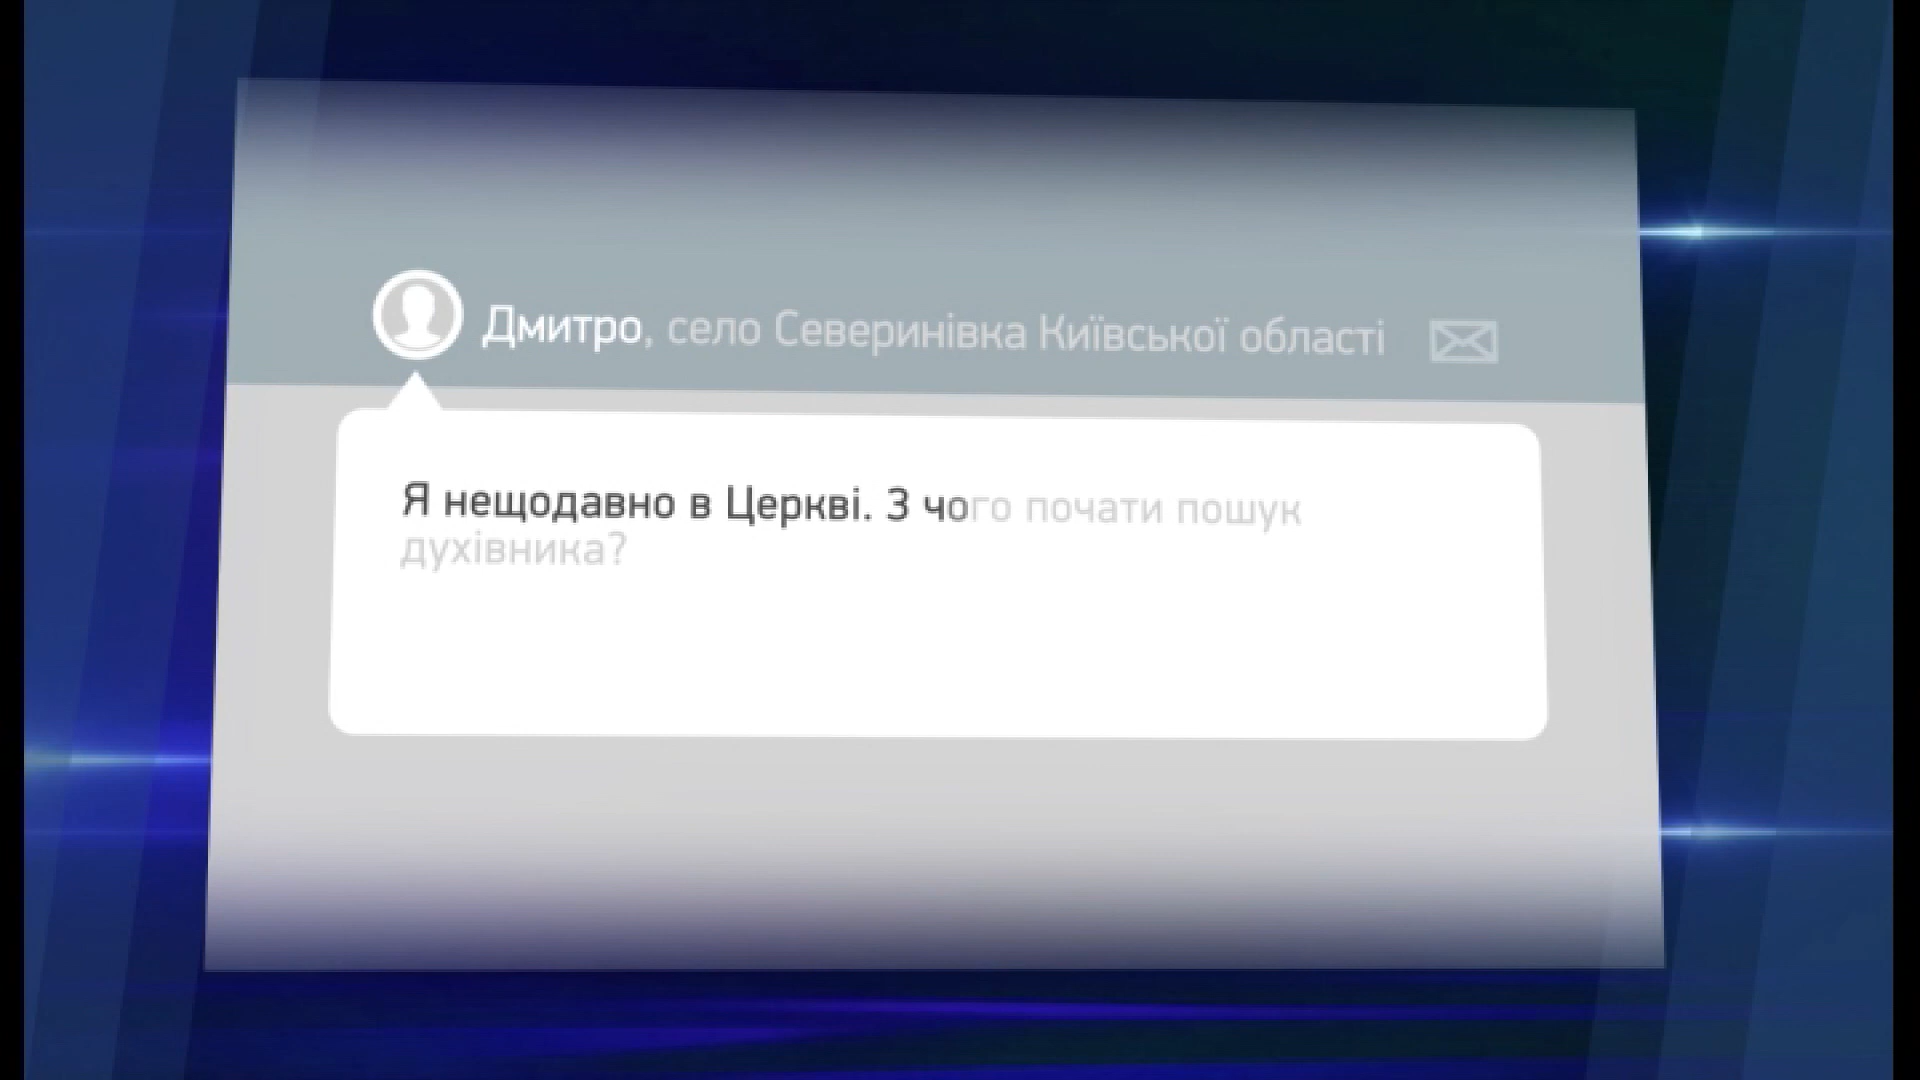 Дмитро, село Северинівка Київської області
Я нещодавно в Церкві. З чого почати пошук
духівника?